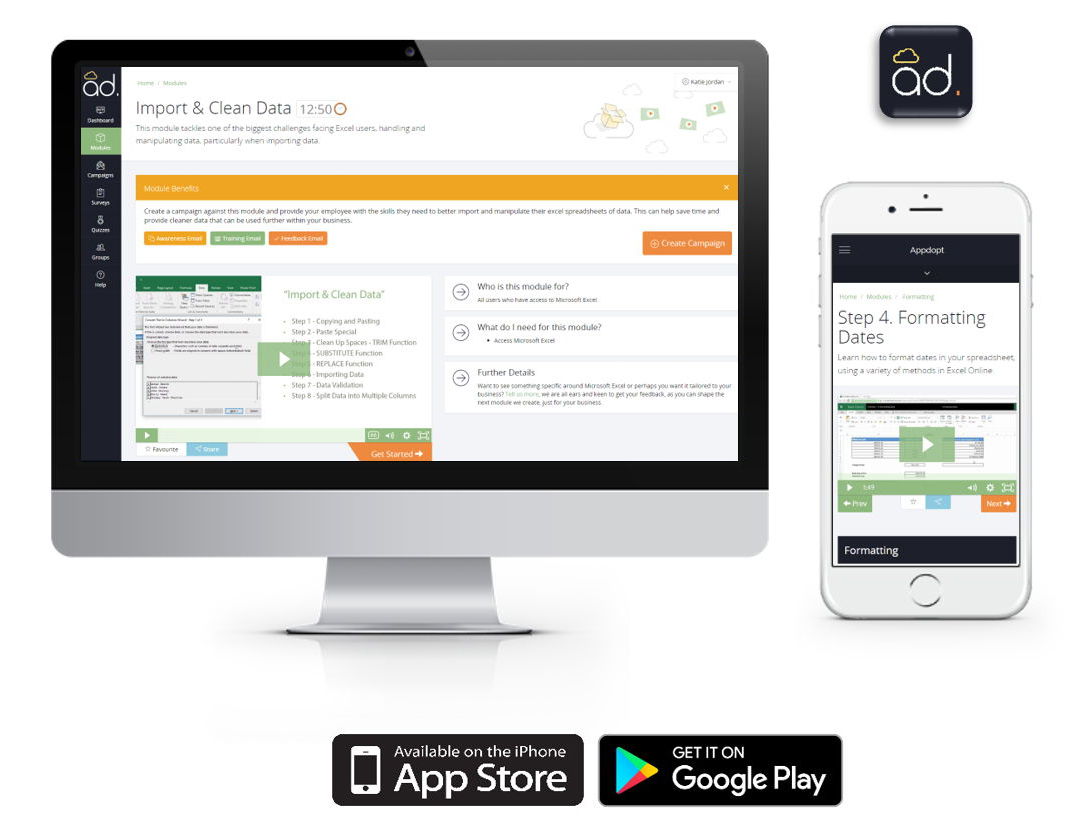 ad.
Home / Modules
Katie Jordan
Import & Clean Data 12:50
This module tackles one of the biggest challenges facing Excel users, handling and
manipulating data, particularly when importing data.
Dashboard
Modules
Campaigns
Surveys
Quizzes
Groups
Help
Module Benefits
Create a campaign against this module and provide your employee with the skills they need to better import and manipulate their excel spreadsheets of data. This can help save time and
provide cleaner data that can be used further within your business.
Awareness Email
Training Email
Feedback Email
Create Campaign
"Import & Clean Data"
Step 1 - Copying and Pasting
Step 2 - Paste Special
Step 3 - Clean Up Spaces - TRIM Function
- SUBSTITUTE Function
- REPLACE Function
- Importing Data
Step 7 - Data Validation
Step 8 - Split Data into Multiple Columns
Favourite
Share
Get Started
Who is this module for?
All users who have access to Microsoft Excel
What do I need for this module?
Access Microsoft Excel
Further Details
Want to see something specific around Microsoft Excel or perhaps you want it tailored to your
business? Tell us more, we are all ears and keen to get your feedback, as you can shape the
next module we create, just for your business.
ad.
Appdopt
Home / Modules / Formatting
Step 4. Formatting
Dates
Learn how to format dates in your spreadsheet,
using a variety of methods in Excel Online
1:49
Prev
Next
Formatting
Available on the iPhone
App Store
GET IT ON
Google Play